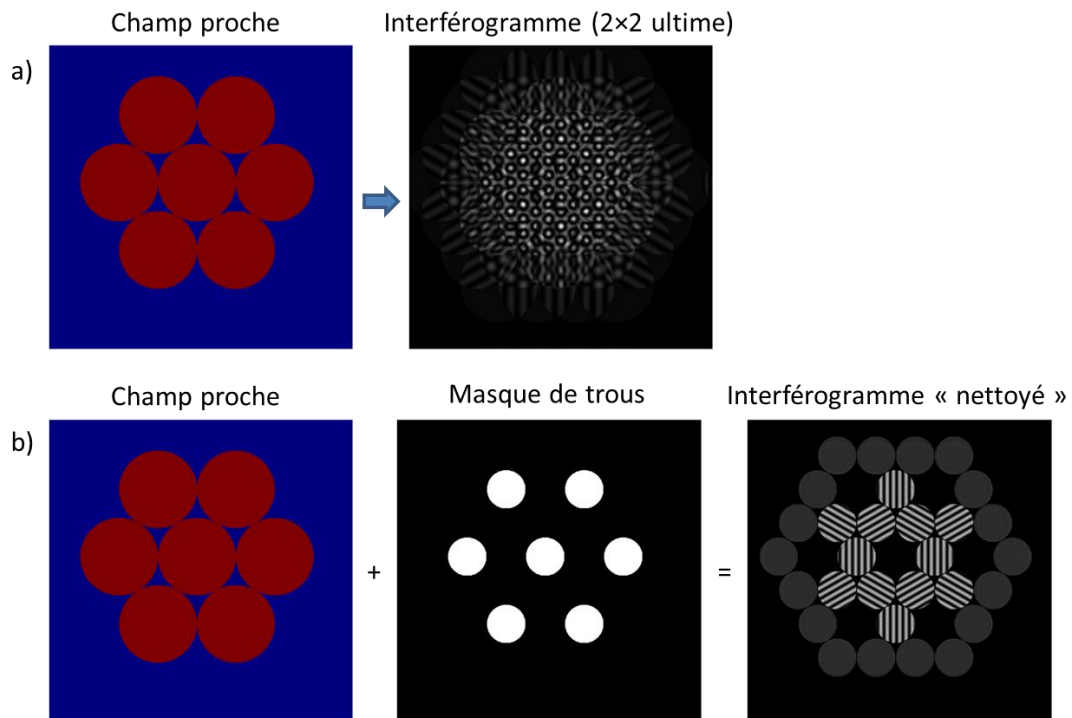 Champ proche
Interférogramme (2×2 ultime)
a)
Champ proche
Masque de trous
Interférogramme « nettoyé »
b)
+
=